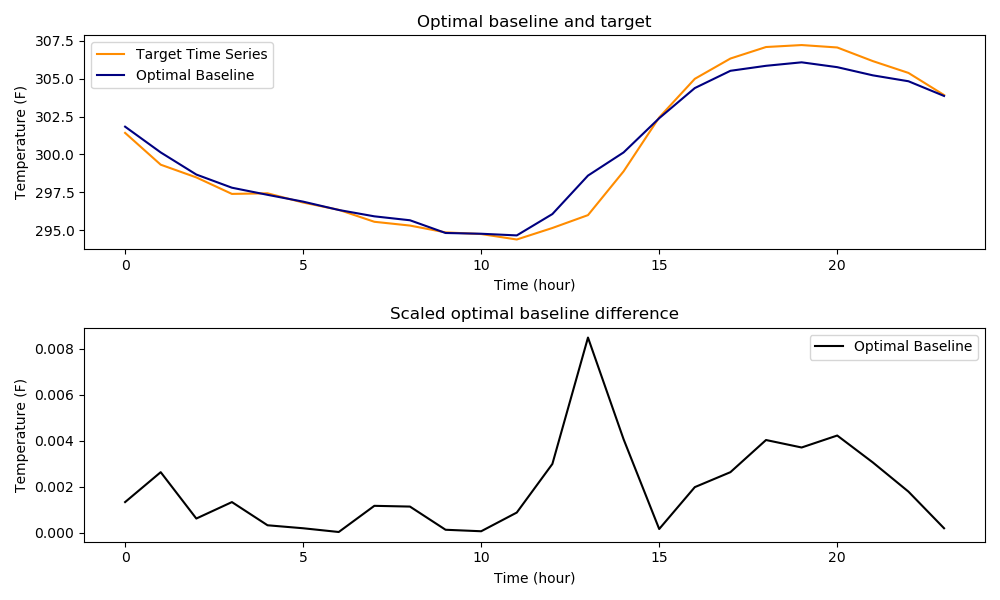 Optimal baseline and target
Temperature (F)
307.5
305.0
302.5
300.0
297.5
295.0
Target Time Series
Optimal Baseline
0 5 10 15 20
Time (hour)
Scaled optimal baseline difference
Temperature (F)
0.008
0.006
0.004
0.002
0.000
Optimal Baseline
0 5 10 15 20
Time (hour)